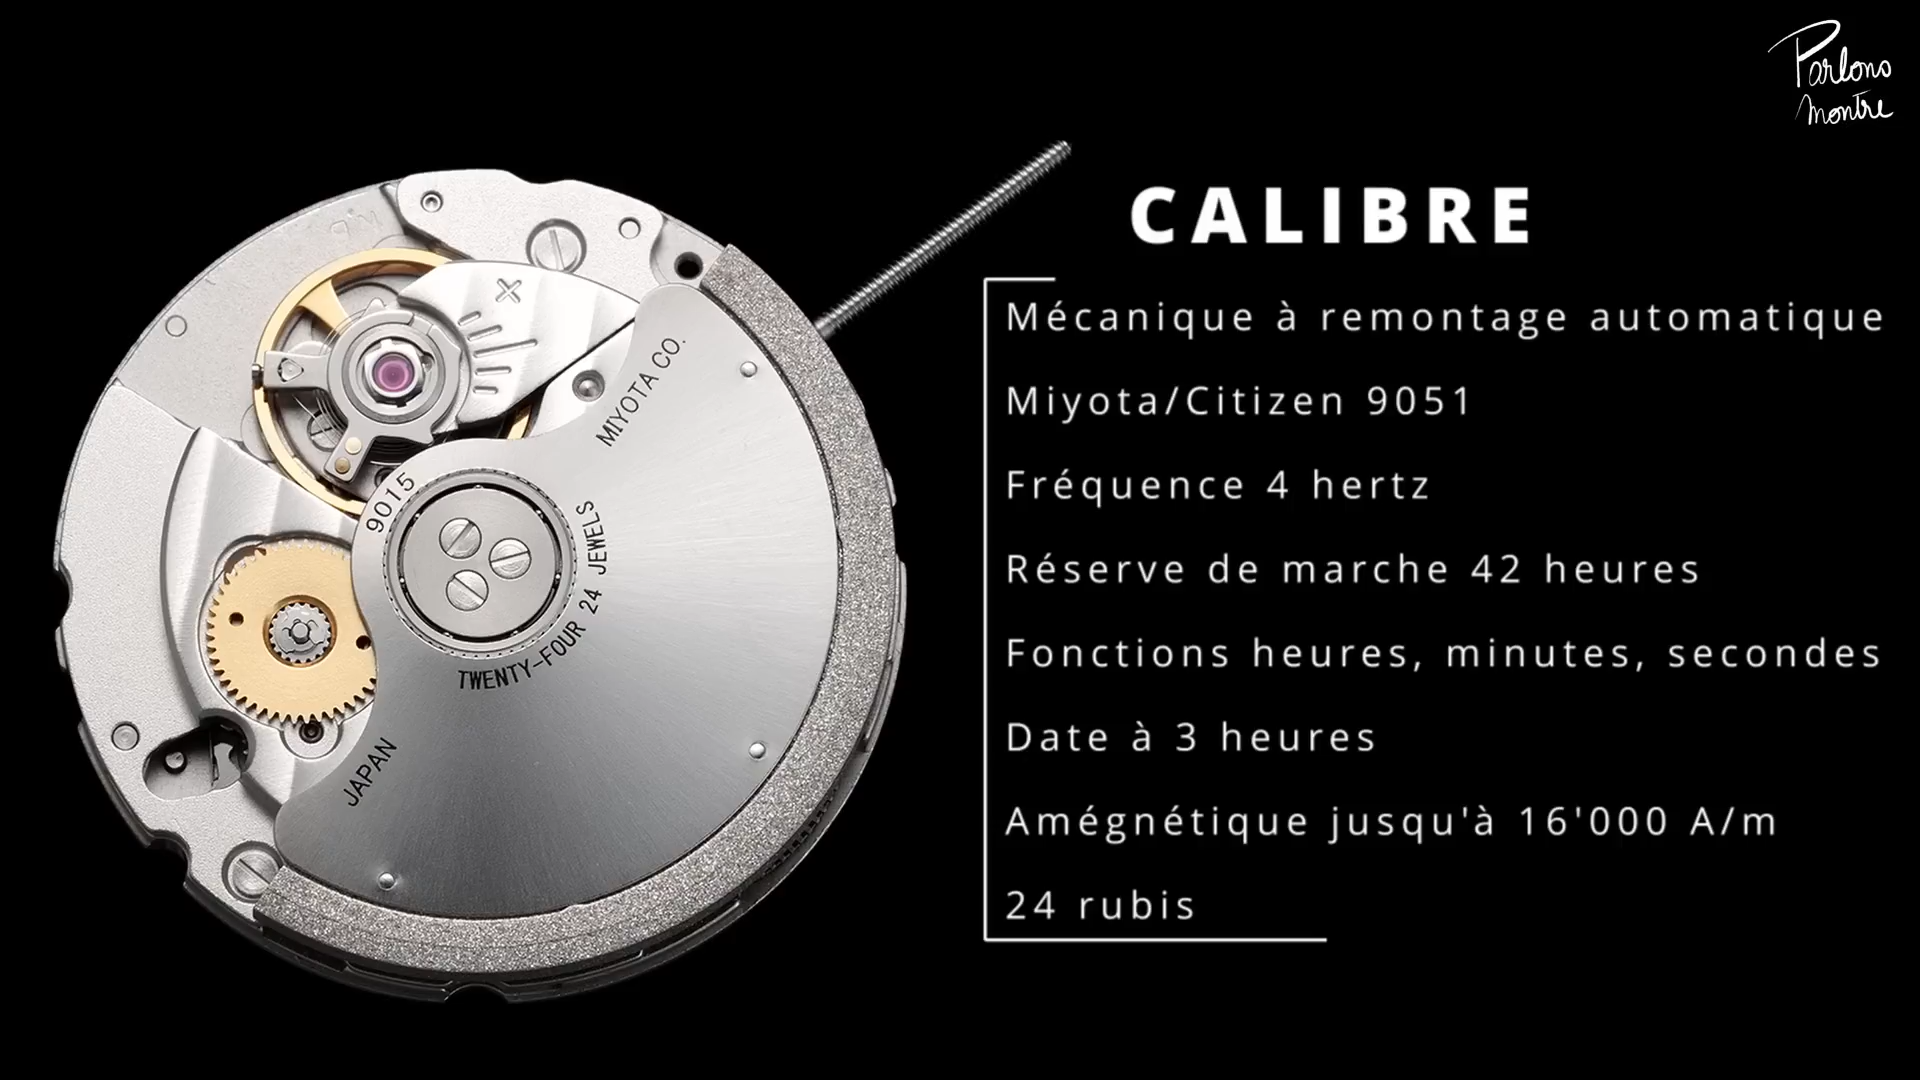 Parlons
montre
CALIBRE
Mécanique à remontage automatique
Miyota/Citizen 9051
Fréquence 4 hertz
Réserve de marche 42 heures
Fonctions heures, minutes, secondes
Date à 3 heures
Amégnétique jusqu'à 16'000 A/m
24 rubis
MIYOTA CO.
9015
TWENTY-FOUR 24 JEWELS
JAPAN